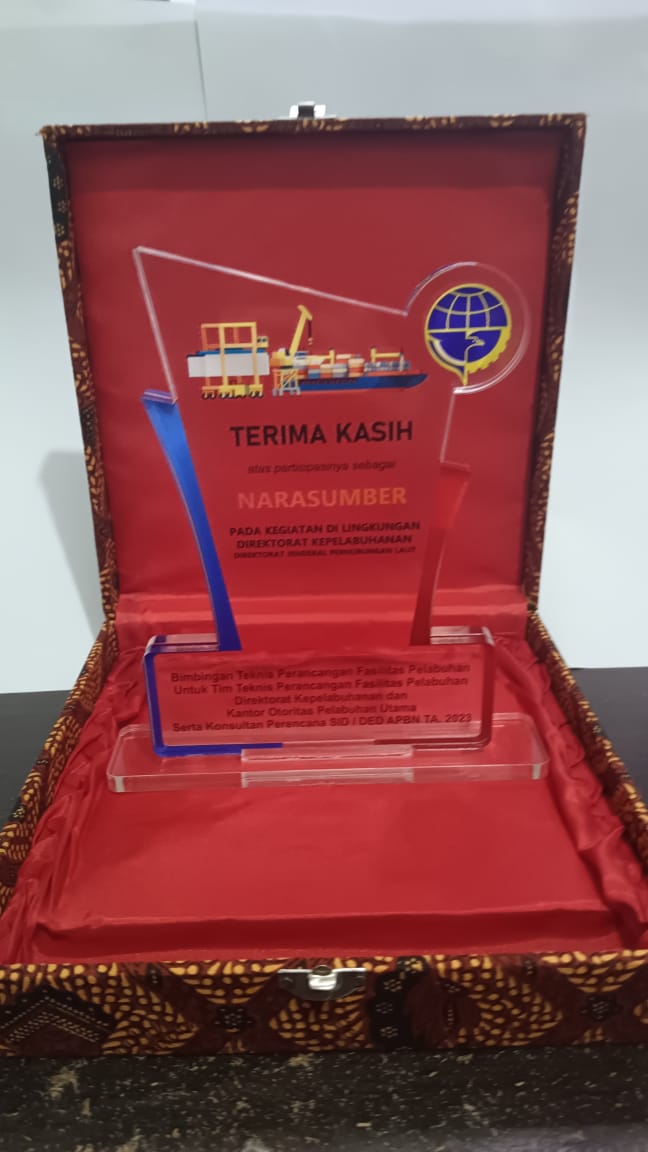 TERIMA KASIH
atas partisipasinya sebagai
NARASUMBER
PADA KEGIATAN DI LINGKUNGAN
DIREKTORAT KEPELABUHANAN
DIREKTORAT JENDERAL PERHUBUNGAN LAUT
Bimbingan Teknis Perancangan Fasilitas Pelabuhan
Untuk Tim Teknis Perancangan Fasilitas Pelabuhan
Direktorat Kepelabuhanan dan
Kantor Otoritas Pelabuhan Utama
Serta Konsultan Perencana SID / DED APBN TA. 2023